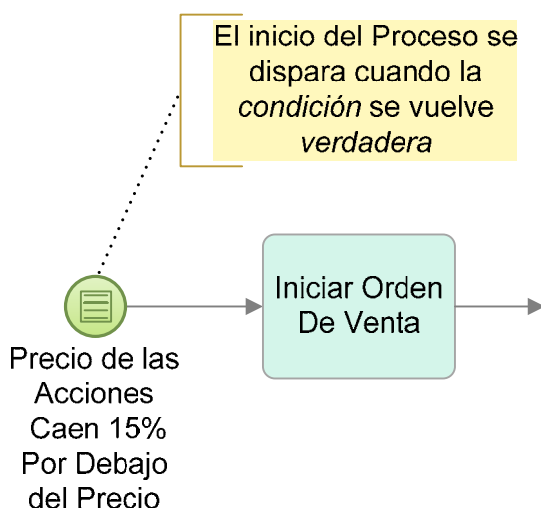 El inicio del Proceso se
dispara cuando la
condición se vuelve
verdadera
Iniciar Orden
De Venta
Precio de las
Acciones
Caen 15%
Por Debajo
del Precio